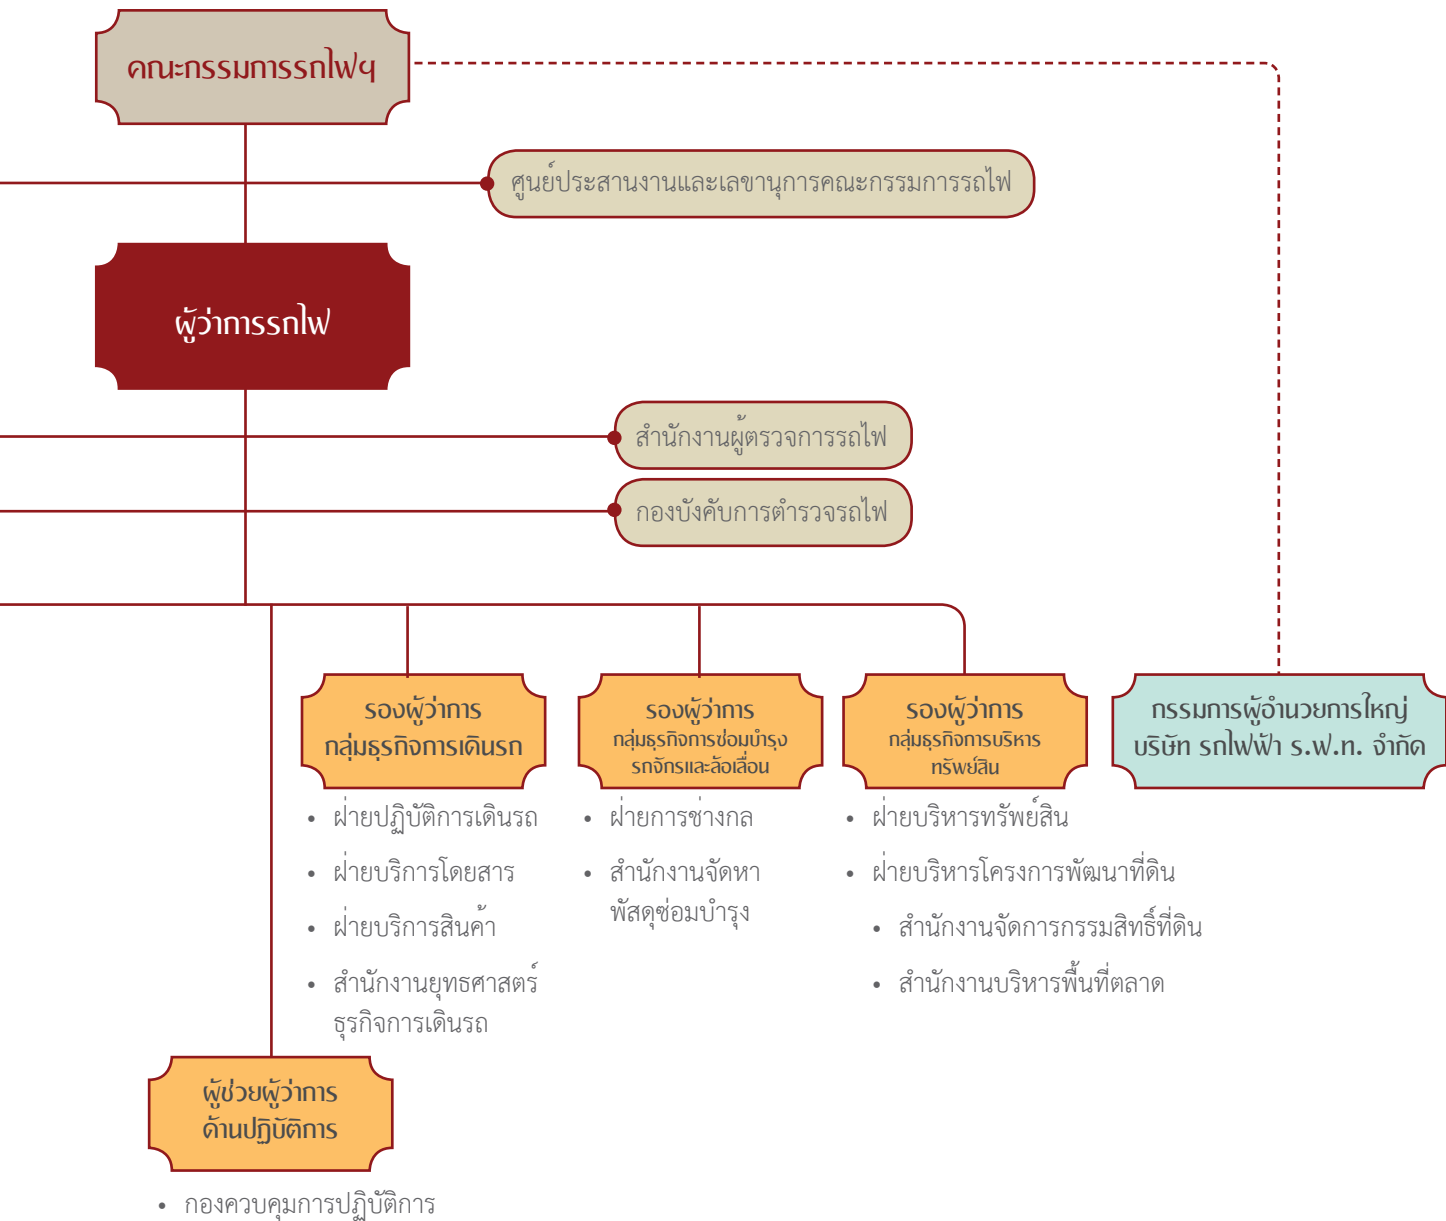 คณะกรรมการรถไฟฯ
ศูนย์ประสานงานและเลขานุการคณะกรรมการรถไฟ
ผู้ว่าการรถไฟ
สำนักงานผู้ตรวจการรถไฟ
กองบังคับการตำรวจรถไฟ
รองผู้ว่าการ
กลุ่มธุรกิจการเดินรถ
• ฝ่ายปฏิบัติการเดินรถ
• ฝ่ายบริการโดยสาร
• ฝ่ายบริการสินค้า
• สำนักงานยุทธศาสตร์
ธุรกิจการเดินรถ
รองผู้ว่าการ
กลุ่มธุรกิจการซ่อมบำรุง
รถจักรและล้อเลื่อน
• ฝ่ายการช่างกล
• สำนักงานจัดหา
พัสดุซ่อมบำรุง
รองผู้ว่าการ
กลุ่มธุรกิจการบริหาร
ทรัพย์สิน
• ฝ่ายบริหารทรัพย์สิน
• ฝ่ายบริหารโครงการพัฒนาที่ดิน
• สำนักงานจัดการกรรมสิทธิ์ที่ดิน
• สำนักงานบริหารพื้นที่ตลาด
กรรมการผู้อำนวยการใหญ่
บริษัท รถไฟฟ้า ร.ฟ.ท. จำกัด
ผู้ช่วยผู้ว่าการ
ด้านปฏิบัติการ
• กองควบคุมการปฏิบัติการ